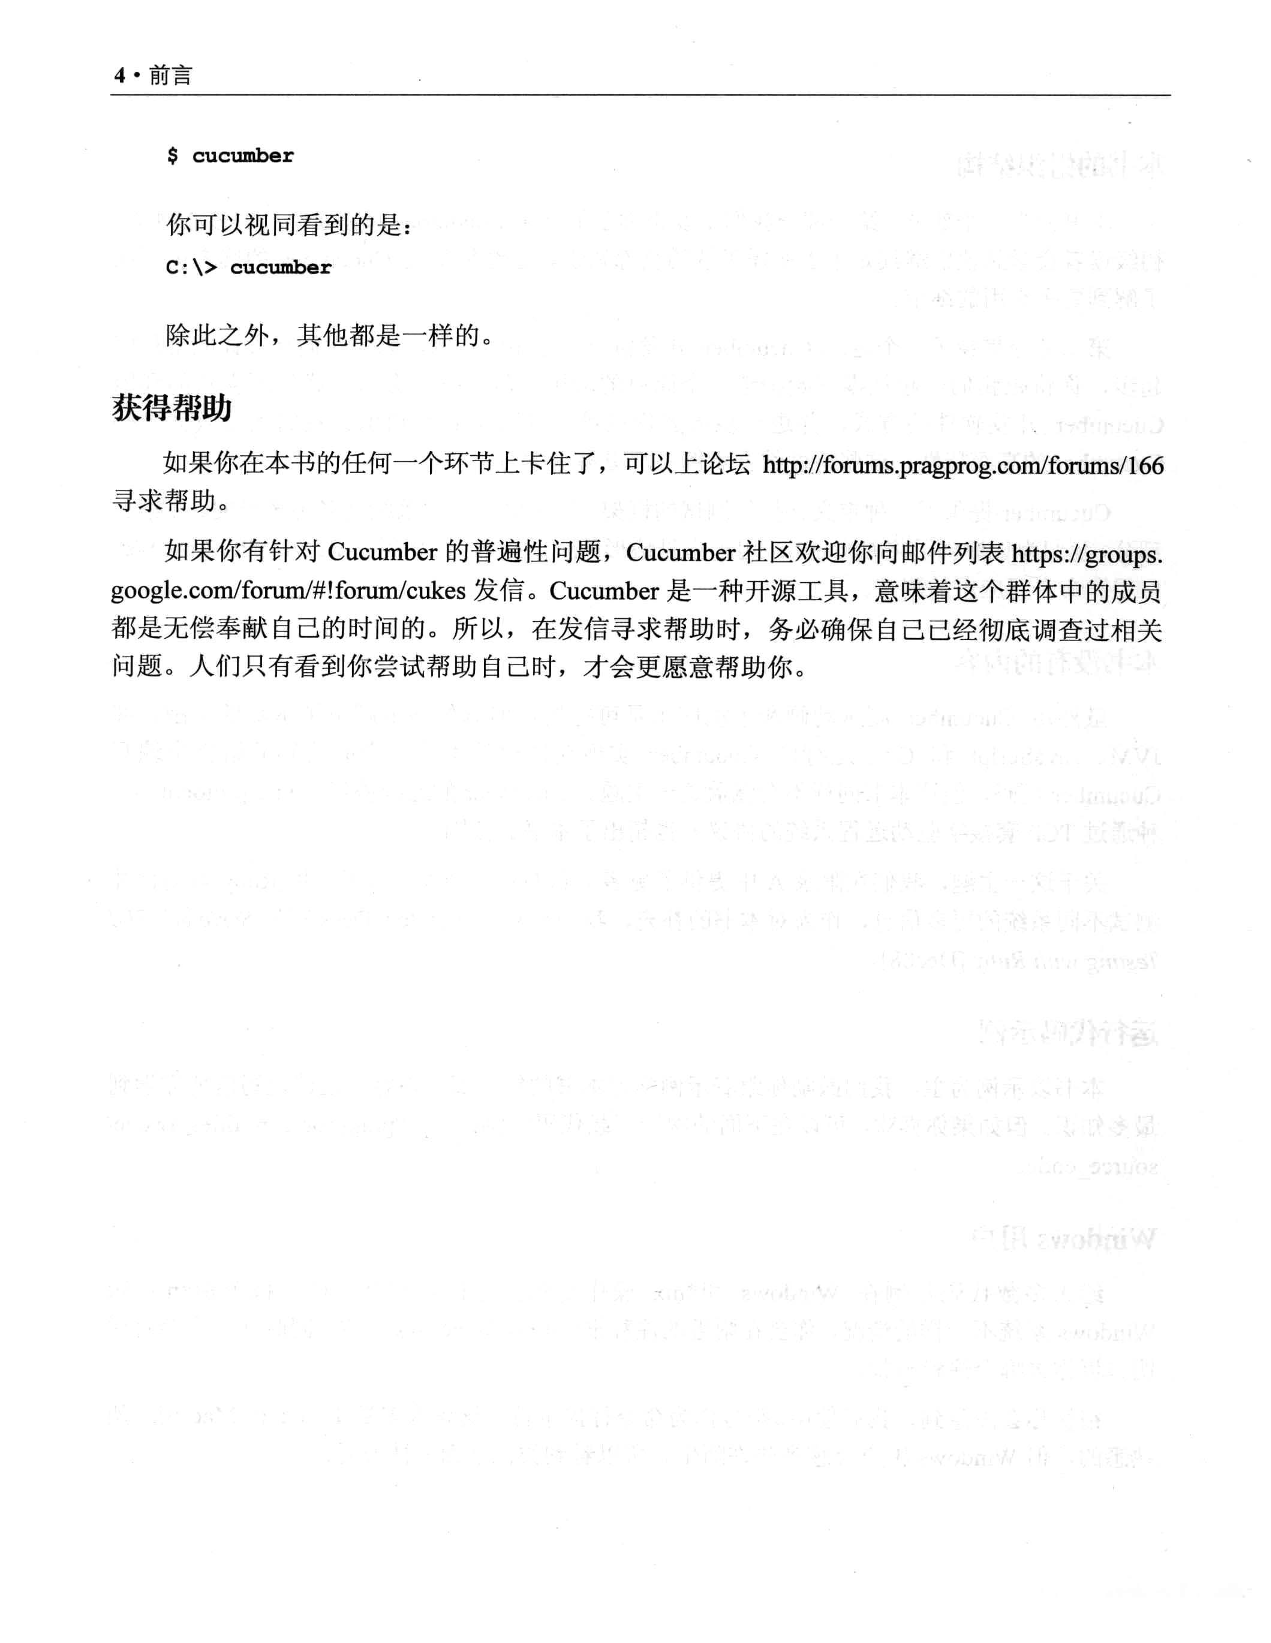 4·前言
$ cucumber
你可以视同看到的是：
C:\> cucumber
除此之外，其他都是一样的。
获得帮助
如果你在本书的任何一个环节上卡住了，可以上论坛 http://forums.pragprog.com/forums/166
寻求帮助。
如果你有针对 Cucumber 的普遍性问题，Cucumber 社区欢迎你向邮件列表 https://groups.
google.com/forum/#!forum/cukes 发信。Cucumber 是一种开源工具，意味着这个群体中的成员
都是无偿奉献自己的时间的。所以，在发信寻求帮助时，务必确保自己已经彻底调查过相关
问题。人们只有看到你尝试帮助自己时，才会更愿意帮助你。